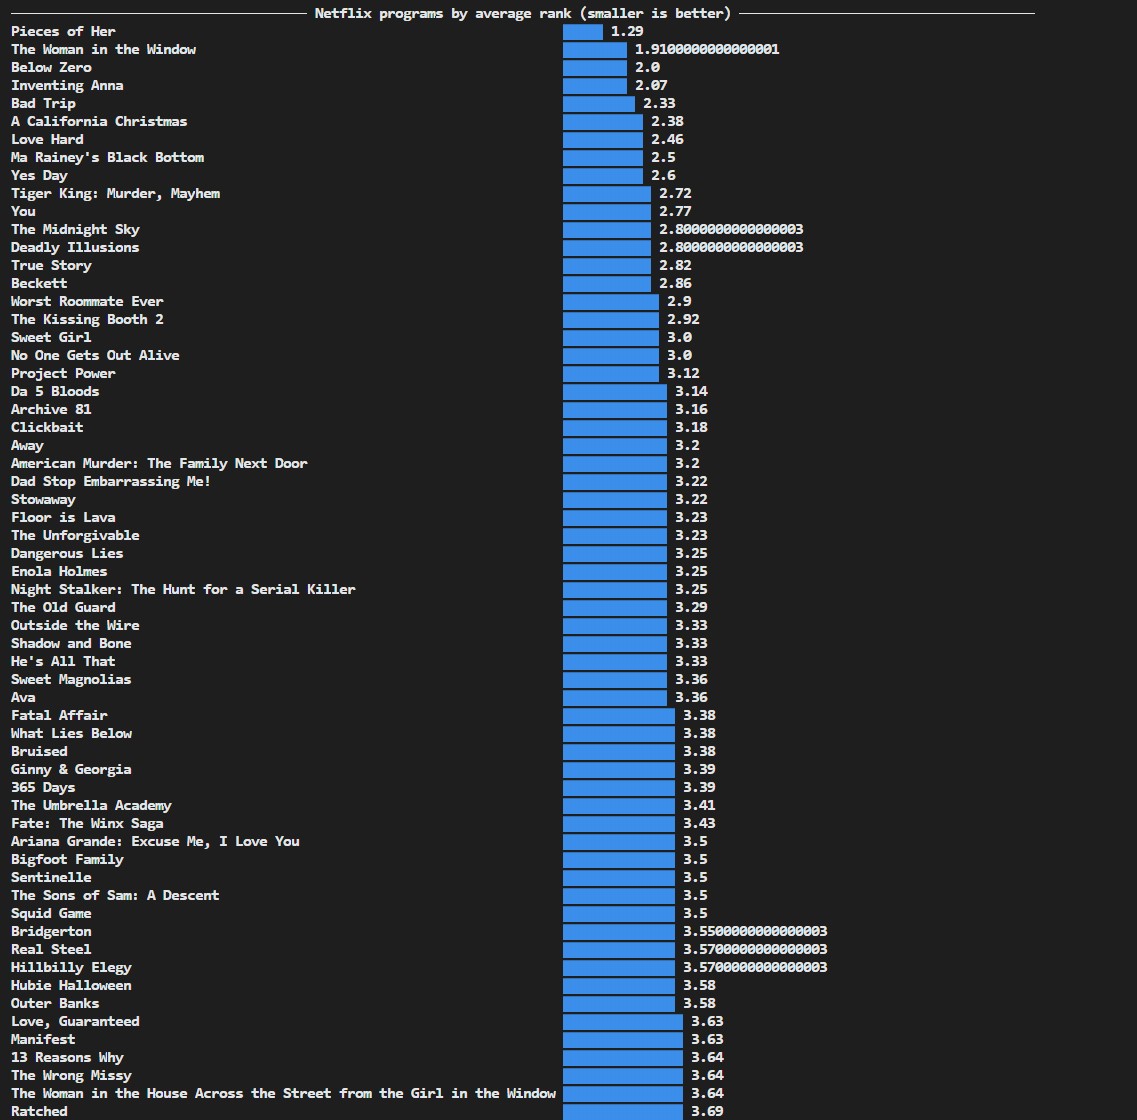 Netflix programs by average rank (smaller is better)
Pieces of Her 1.29
The Woman in the Window 1.9100000000000001
Below Zero 2.0
Inventing Anna 2.07
Bad Trip 2.33
A California Christmas 2.38
Love Hard 2.46
Ma Rainey's Black Bottom 2.5
Yes Day 2.6
Tiger King: Murder, Mayhem 2.72
You 2.77
The Midnight Sky 2.8000000000000003
Deadly Illusions 2.8000000000000003
True Story 2.82
Beckett 2.86
Worst Roommate Ever 2.9
The Kissing Booth 2 2.92
Sweet Girl 3.0
No One Gets Out Alive 3.0
Project Power 3.12
Da 5 Bloods 3.14
Archive 81 3.16
Clickbait 3.18
Away 3.2
American Murder: The Family Next Door 3.2
Dad Stop Embarrassing Me! 3.22
Stowaway 3.22
Floor is Lava 3.23
The Unforgivable 3.23
Dangerous Lies 3.25
Enola Holmes 3.25
Night Stalker: The Hunt for a Serial Killer 3.25
The Old Guard 3.29
Outside the Wire 3.33
Shadow and Bone 3.33
He's All That 3.33
Sweet Magnolias 3.36
Ava 3.36
Fatal Affair 3.38
What Lies Below 3.38
Bruised 3.38
Ginny & Georgia 3.39
365 Days 3.39
The Umbrella Academy 3.41
Fate: The Winx Saga 3.43
Ariana Grande: Excuse Me, I Love You 3.5
Bigfoot Family 3.5
Sentinelle 3.5
The Sons of Sam: A Descent 3.5
Squid Game 3.5
Bridgerton 3.5500000000000003
Real Steel 3.5700000000000003
Hillbilly Elegy 3.5700000000000003
Hubie Halloween 3.58
Outer Banks 3.58
Love, Guaranteed 3.63
Manifest 3.63
13 Reasons Why 3.64
The Wrong Missy 3.64
The Woman in the House Across the Street from the Girl in the Window 3.64
Ratched 3.69